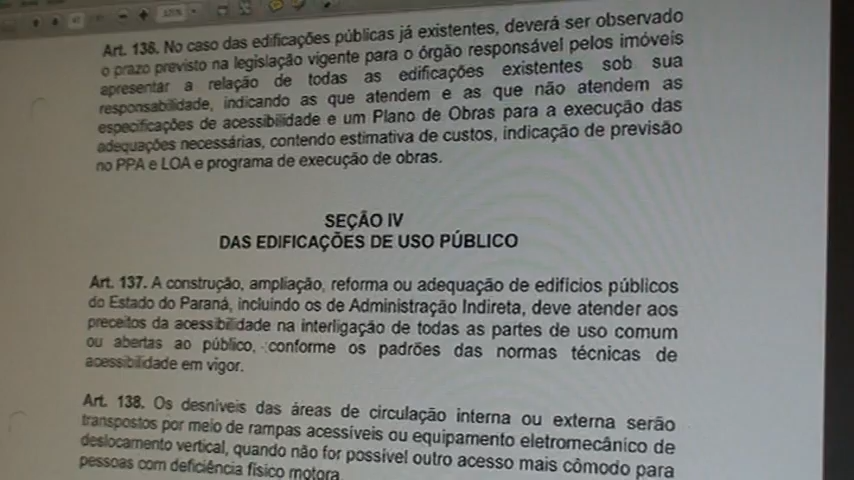 Art. 136. No caso das edificações públicas já existentes, deverá ser observado
o prazo previsto na legislação vigente para o órgão responsável pelos imóveis
apresentar a relação de todas as edificações existentes sob sua
responsabilidade, indicando as que atendem e as que não atendem as
especificações de acessibilidade e um Plano de Obras para a execução das
adequações necessárias, contendo estimativa de custos, indicação de previsão
no PPA e LOA e programa de execução de obras.
SEÇÃO IV
DAS EDIFICAÇÕES DE USO PÚBLICO
Art. 137. A construção, ampliação, reforma ou adequação de edifícios públicos
do Estado do Paraná, incluindo os de Administração Indireta, deve atender aos
preceitos da acessibilidade na interligação de todas as partes de uso comum
ou abertas ao público, conforme os padrões das normas técnicas de
acessibilidade em vigor.
Art. 138. Os desníveis das áreas de circulação interna ou externa serão
transpostos por meio de rampas acessíveis ou equipamento eletromecânico de
deslocamento vertical, quando não for possível outro acesso mais cômodo para
pessoas com deficiência físico motora